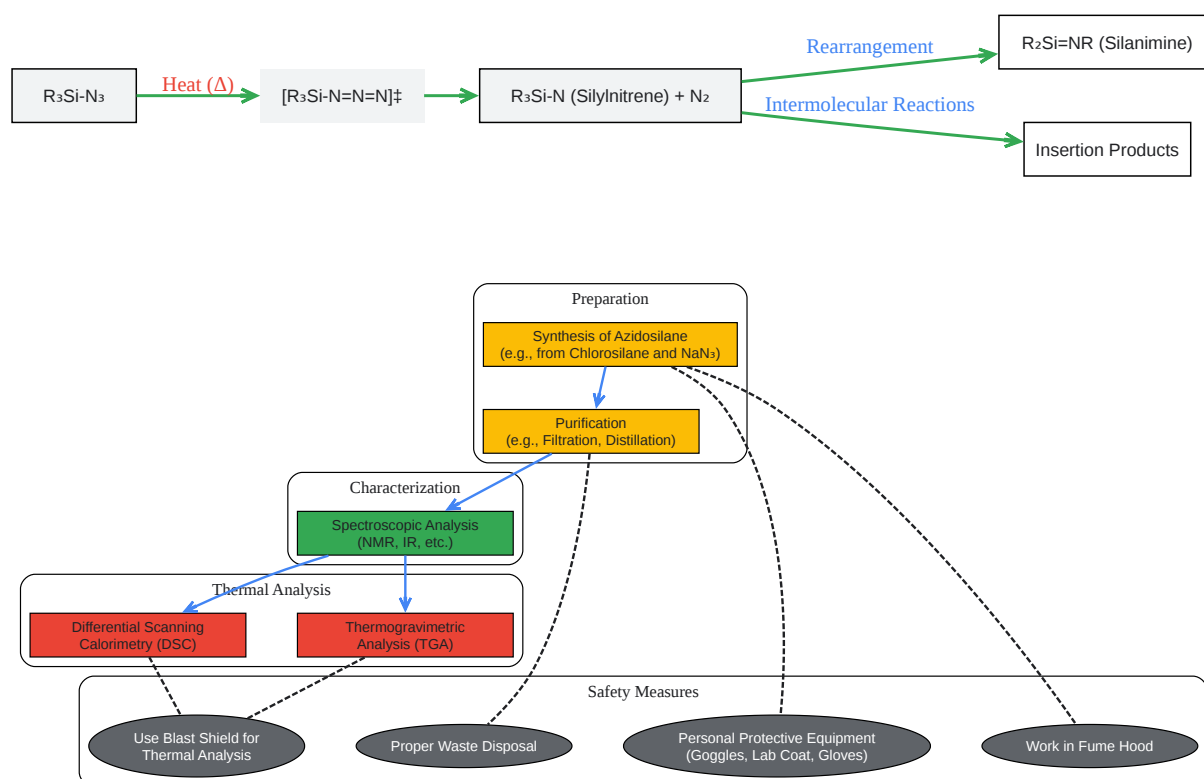 R₃Si-N₃
Heat (Δ)
[R₃Si-N=N=N]‡
R₃Si-N (Silylnitrene) + N₂
Rearrangement
R₂Si=NR (Silanimine)
Intermolecular Reactions
Insertion Products
Preparation
Synthesis of Azidosilane
(e.g., from Chlorosilane and NaN₃)
Purification
(e.g., Filtration, Distillation)
Characterization
Spectroscopic Analysis
(NMR, IR, etc.)
Thermal Analysis
Differential Scanning
Calorimetry (DSC)
Thermogravimetric
Analysis (TGA)
Safety Measures
Use Blast Shield for
Thermal Analysis
Proper Waste Disposal
Personal Protective Equipment
(Goggles, Lab Coat, Gloves)
Work in Fume Hood